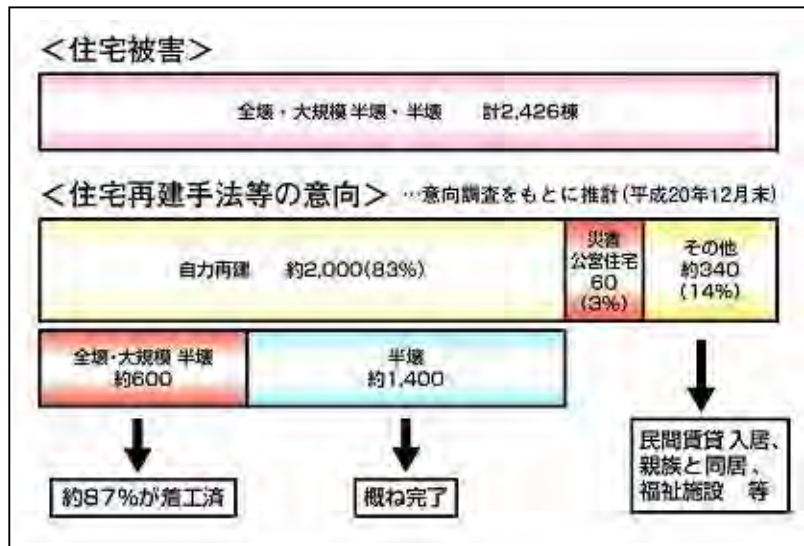 ＜住宅被害＞
全壊・大規模 半壊・半壊　計2,426棟
＜住宅再建手法等の意向＞ …意向調査をもとに推計(平成20年12月末)
自力再建　約2,000(83%)
災害
公営住宅
60
(3%)
その他
約340
(14%)
全壊・大規模 半壊
約600
半壊
約1,400
約87%が着工済
概ね完了
民間賃貸 入居、
親族と同居、
福祉施設　等